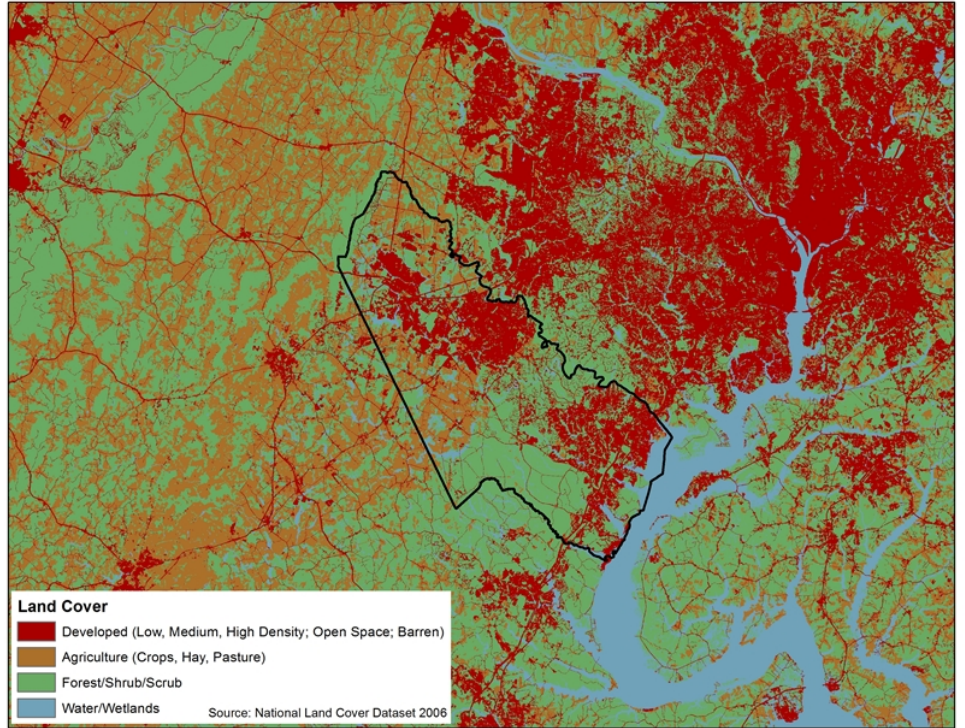 Land Cover
Developed (Low, Medium, High Density; Open Space; Barren)
Agriculture (Crops, Hay, Pasture)
Forest/Shrub/Scrub
Water/Wetlands
Source: National Land Cover Dataset 2006